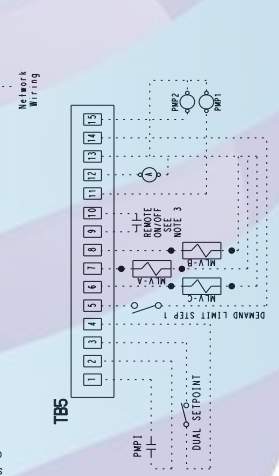 Network
Wiring
TB5
1 2 3 4 5 6 7 8 9 10 11 12 13 14 15
PMP1
DUAL SETPOINT
DEMAND LIMIT STEP 1
MLV-C
MLV-A
MLV-B
REMOTE
ON/OFF
SEE
NOTE 3
A
PMP2
PMP1